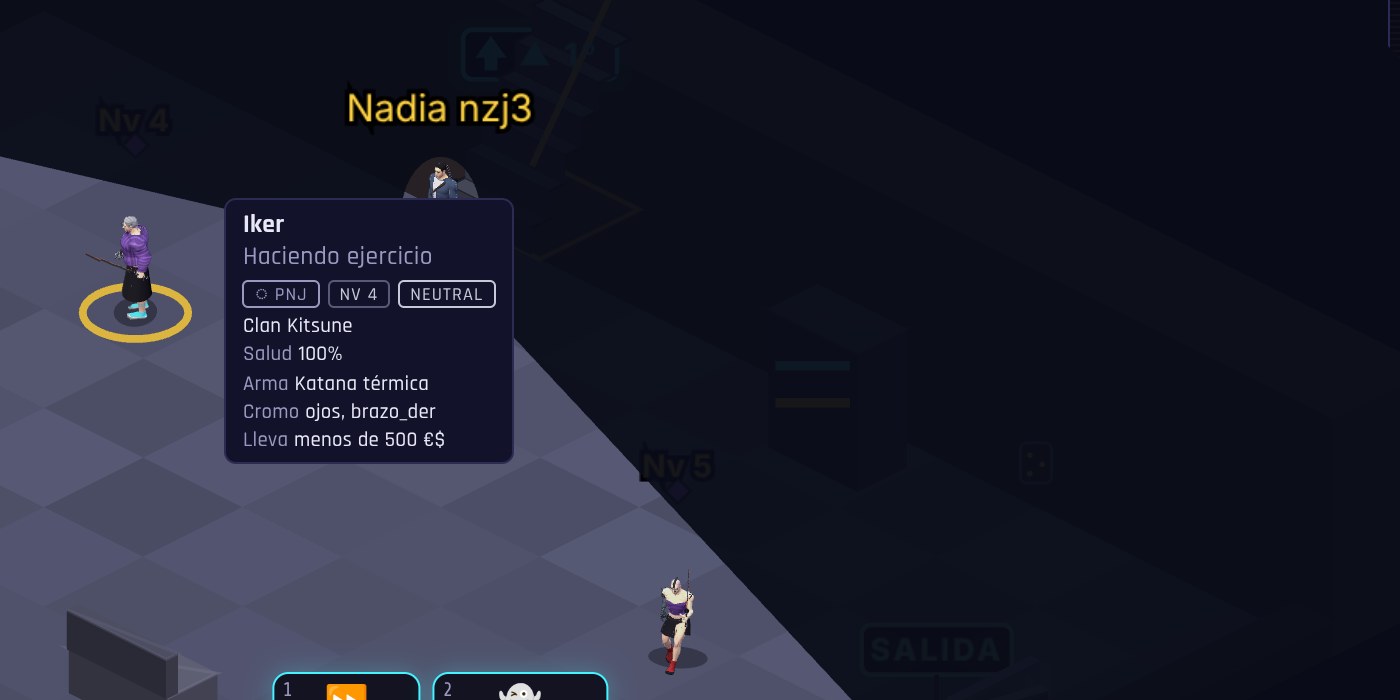 Nv 4
Nadia nzj3
Iker
Haciendo ejercicio
PNJ
NV 4
NEUTRAL
Clan Kitsune
Salud 100%
Arma Katana térmica
Cromo ojos, brazo_der
Lleva menos de 500 €$
Nv 5
SALIDA
1
2